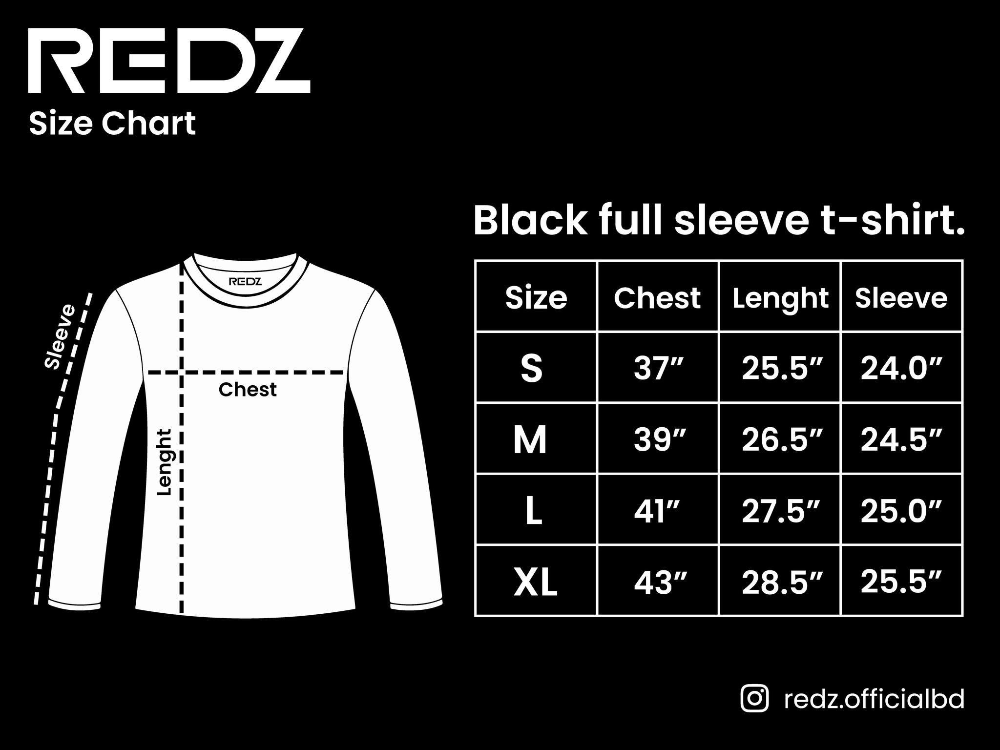 REDZ
Size Chart
Black full sleeve t-shirt.
REDZ
Sleeve
Chest
Lenght
Size Chest Lenght Sleeve
S 37” 25.5” 24.0”
M 39” 26.5” 24.5”
L 41” 27.5” 25.0”
XL 43” 28.5” 25.5”
redz.officialbd